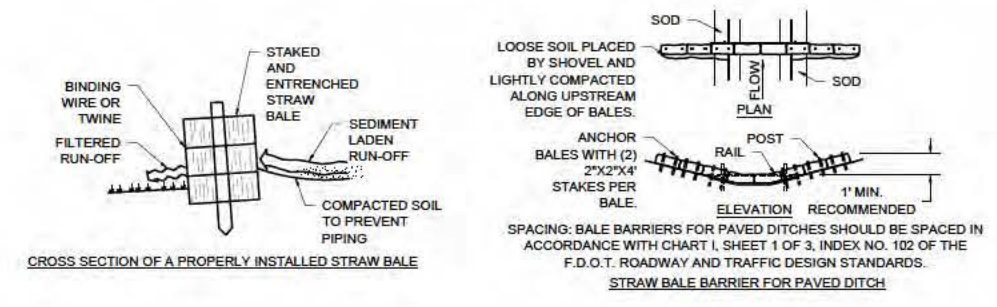 STAKED
AND
ENTRENCHED
STRAW
BALE
BINDING
WIRE OR
TWINE
FILTERED
RUN-OFF
SEDIMENT
LADEN
RUN-OFF
COMPACTED SOIL
TO PREVENT
PIPING
CROSS SECTION OF A PROPERLY INSTALLED STRAW BALE
SOD
LOOSE SOIL PLACED
BY SHOVEL AND
LIGHTLY COMPACTED
ALONG UPSTREAM
EDGE OF BALES.
FLOW
SOD
PLAN
ANCHOR
BALES WITH (2)
2"X2"X4'
STAKES PER
BALE.
RAIL
POST
1' MIN.
RECOMMENDED
ELEVATION
SPACING: BALE BARRIERS FOR PAVED DITCHES SHOULD BE SPACED IN
ACCORDANCE WITH CHART I, SHEET 1 OF 3, INDEX NO. 102 OF THE
F.D.O.T. ROADWAY AND TRAFFIC DESIGN STANDARDS.
STRAW BALE BARRIER FOR PAVED DITCH